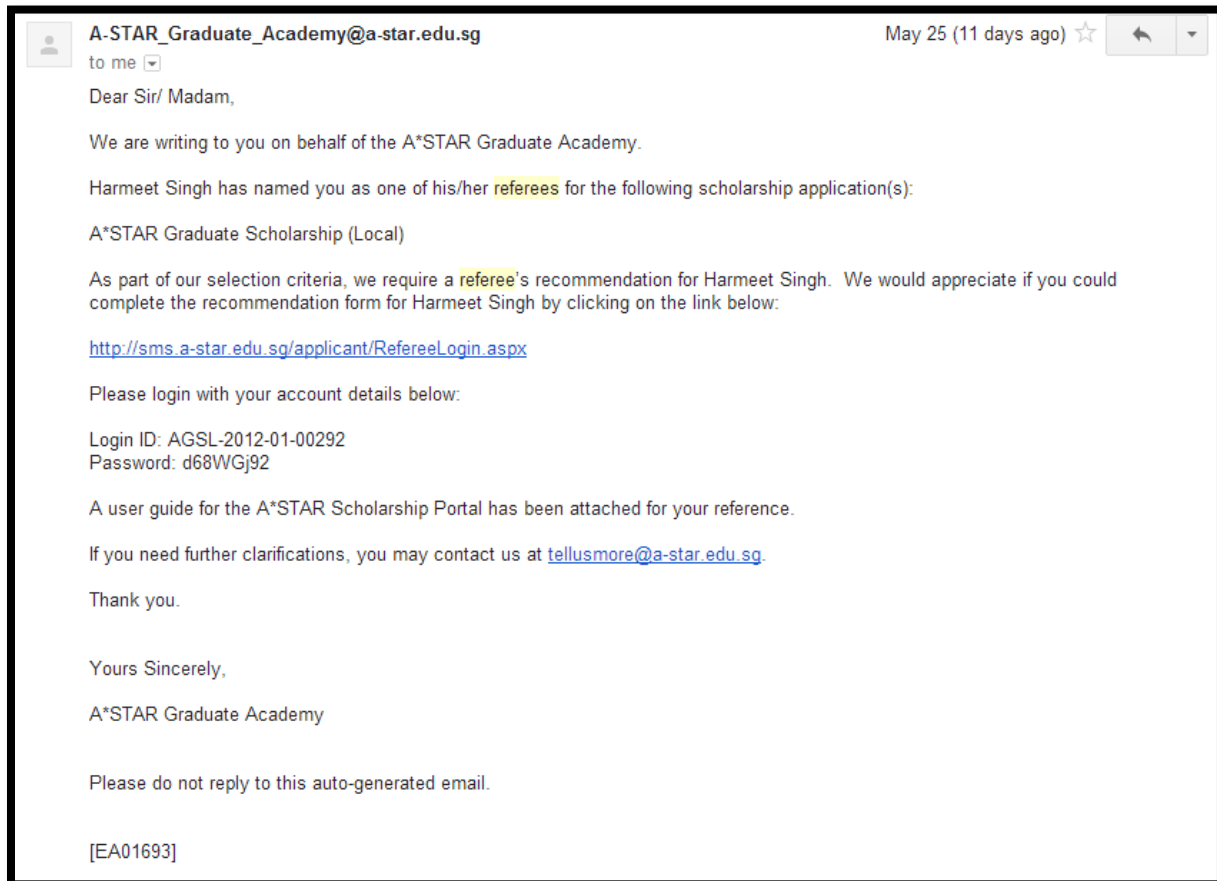 A-STAR_Graduate_Academy@a-star.edu.sg
May 25 (11 days ago)
to me
Dear Sir/ Madam,
We are writing to you on behalf of the A*STAR Graduate Academy.
Harmeet Singh has named you as one of his/her referees for the following scholarship application(s):
A*STAR Graduate Scholarship (Local)
As part of our selection criteria, we require a referee's recommendation for Harmeet Singh.  We would appreciate if you could
complete the recommendation form for Harmeet Singh by clicking on the link below:
http://sms.a-star.edu.sg/applicant/RefereeLogin.aspx
Please login with your account details below:
Login ID: AGSL-2012-01-00292
Password: d68WGj92
A user guide for the A*STAR Scholarship Portal has been attached for your reference.
If you need further clarifications, you may contact us at tellusmore@a-star.edu.sg.
Thank you.
Yours Sincerely,
A*STAR Graduate Academy
Please do not reply to this auto-generated email.
[EA01693]